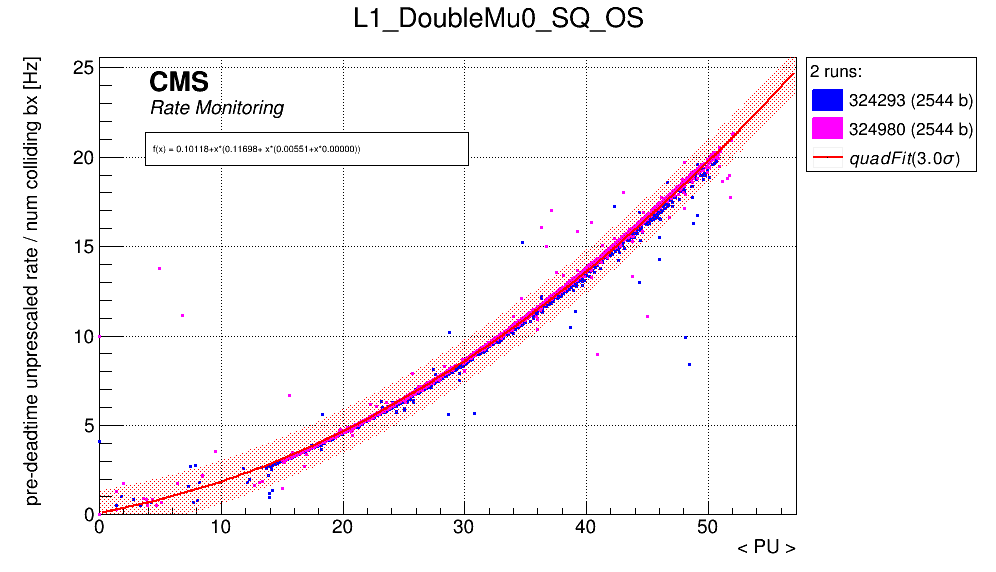 L1_DoubleMu0_SQ_OS
pre-deadtime unprescaled rate / num colliding bx [Hz]
25
20
15
10
5
0
CMS
Rate Monitoring
f(x) = 0.10118+x*(0.11698+ x*(0.00551+x*0.00000))
0 10 20 30 40 50
< PU >
2 runs:
324293 (2544 b)
324980 (2544 b)
quadFit(3.0σ)